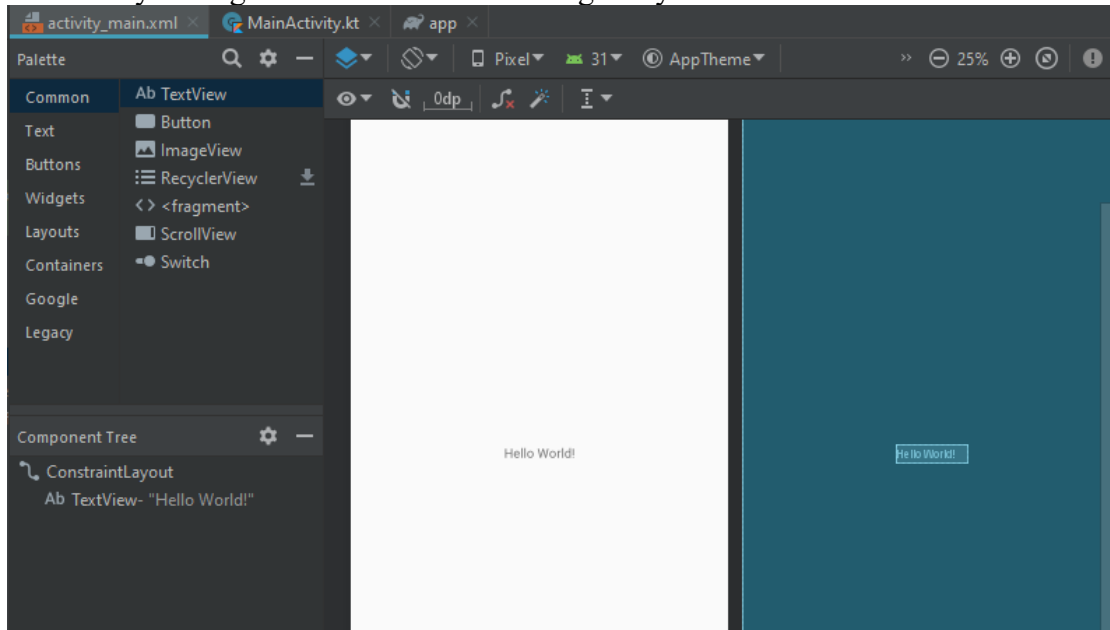 activity_main.xml MainActivity.kt app
Palette Pixel 31 AppTheme 25%
Common Ab TextView 0dp
Text Button
Buttons ImageView
Widgets RecyclerView
Layouts <> <fragment>
Containers ScrollView
Google Switch
Legacy
Component Tree
ConstraintLayout
Ab TextView- "Hello World!"
Hello World!
Hello World!